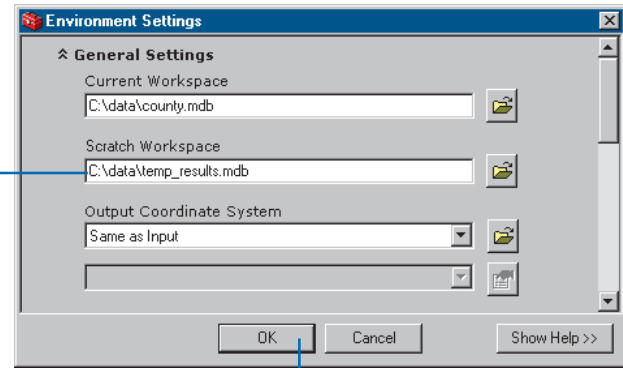 Environment Settings
General Settings
Current Workspace
C:\data\county.mdb
Scratch Workspace
C:\data\temp_results.mdb
Output Coordinate System
Same as Input
OK
Cancel
Show Help >>